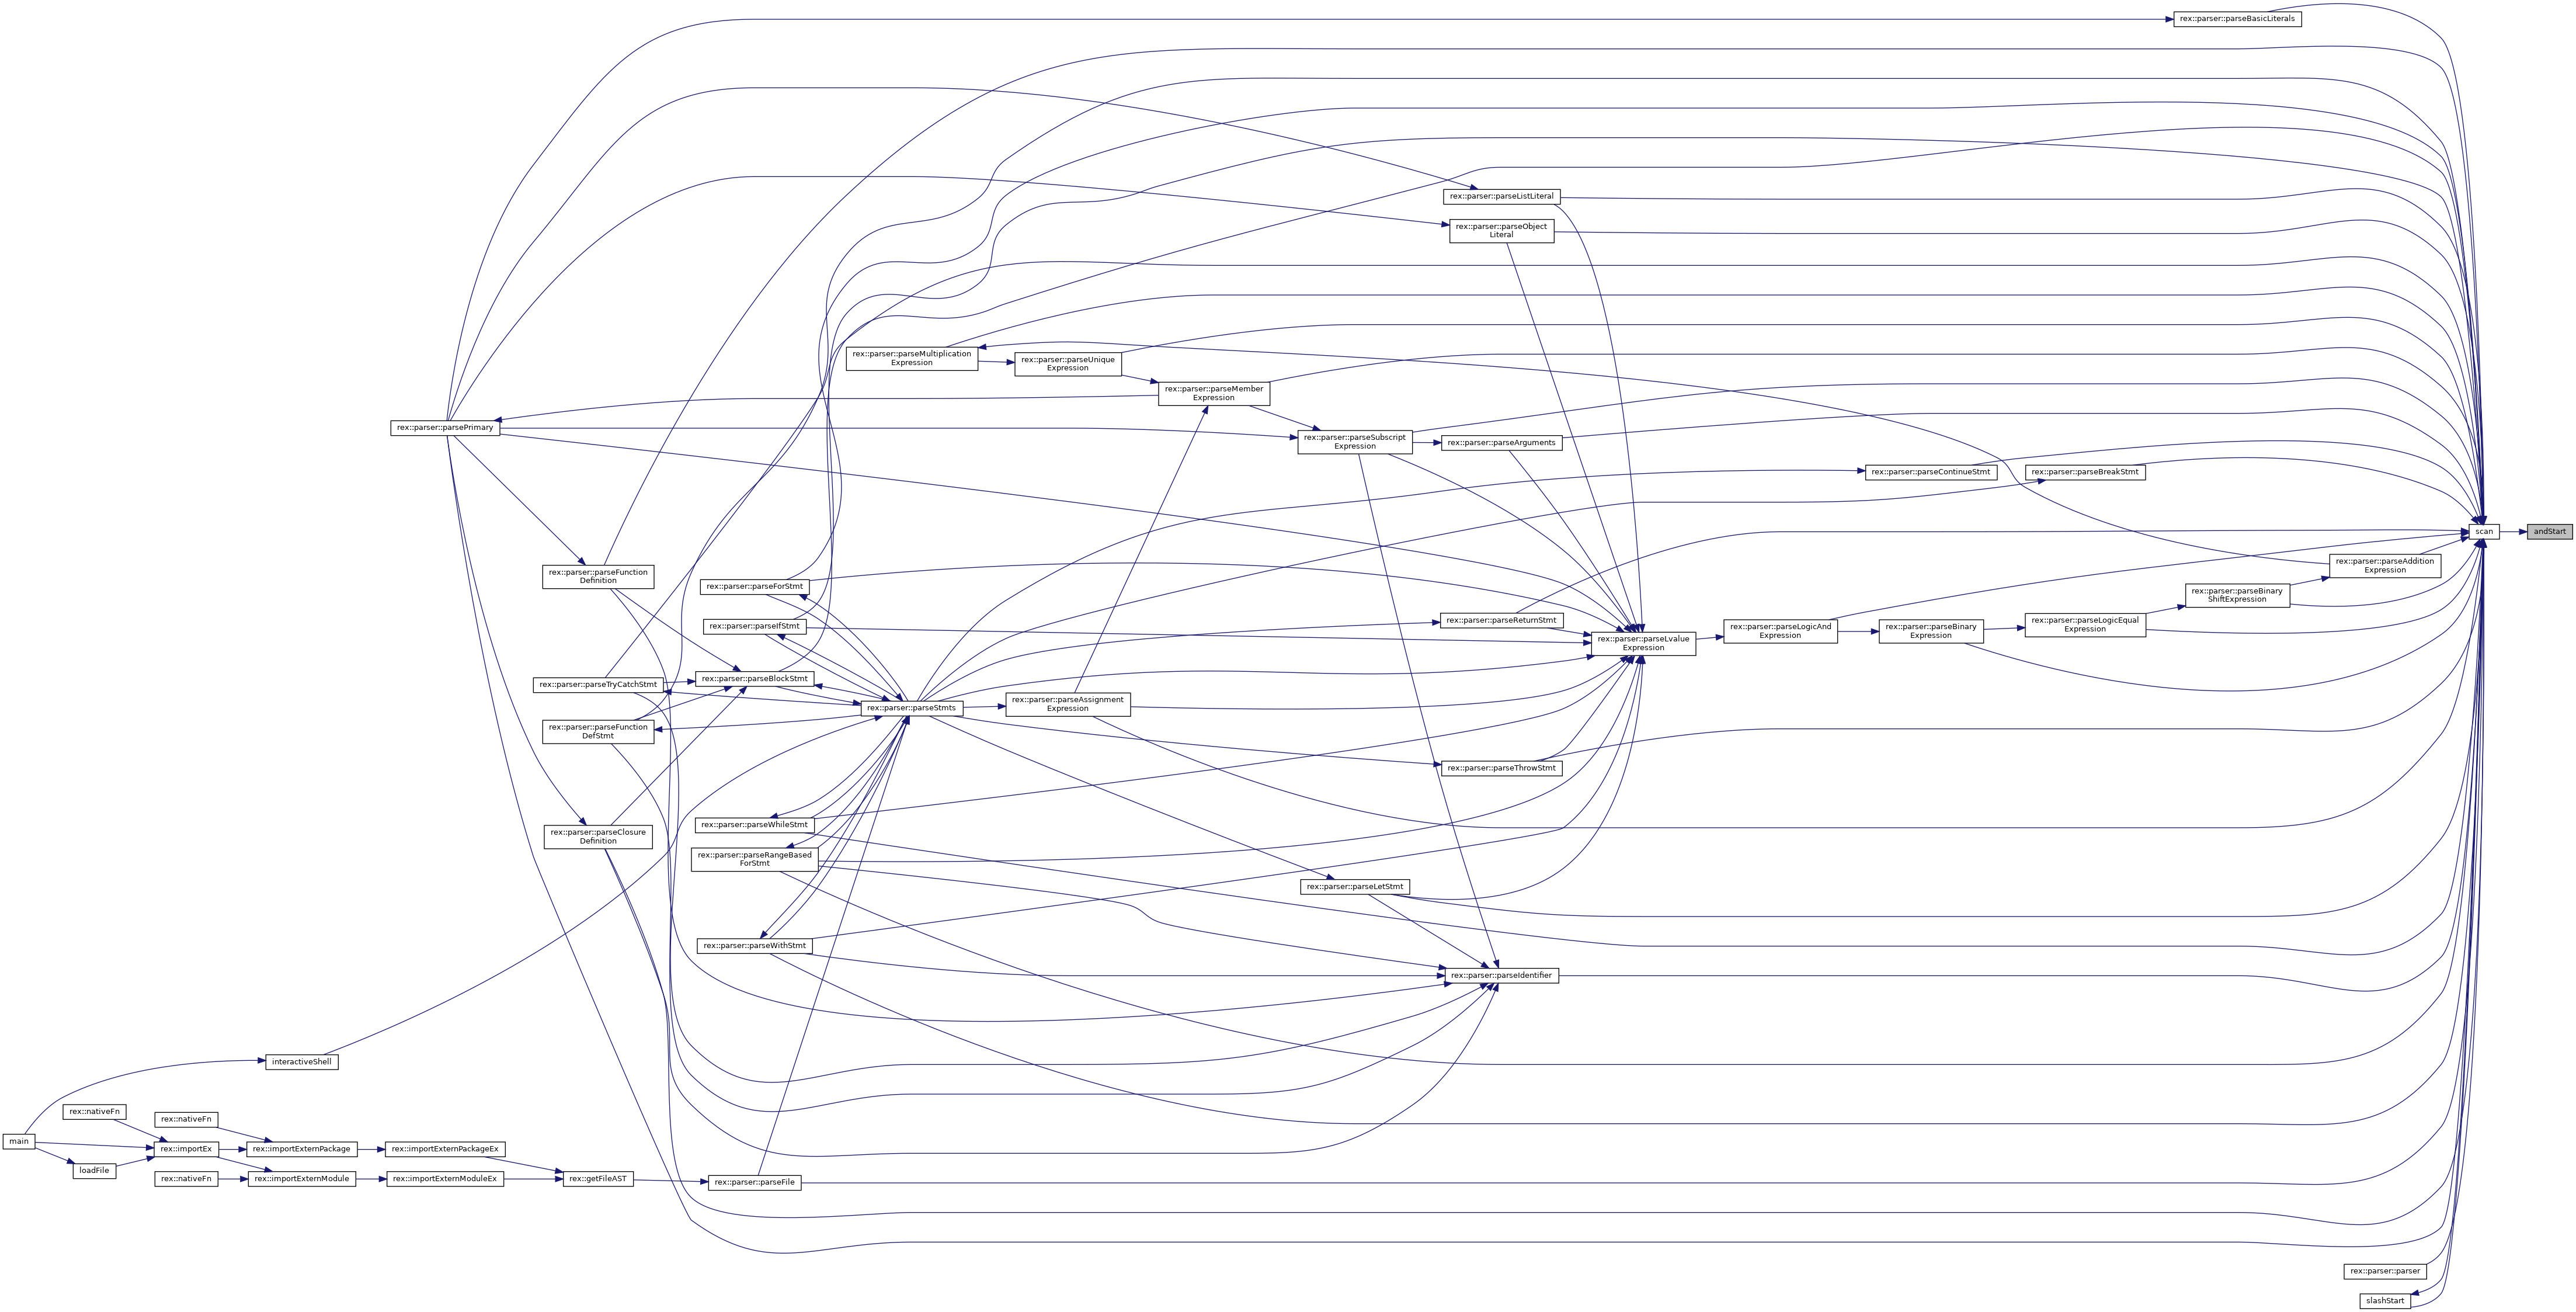 rex::parser::parseBasicLiterals
rex::parser::parseListLiteral
rex::parser::parseObject
Literal
rex::parser::parseMultiplication
Expression
rex::parser::parseUnique
Expression
rex::parser::parseMember
Expression
rex::parser::parsePrimary
rex::parser::parseSubscript
Expression
rex::parser::parseArguments
rex::parser::parseContinueStmt
rex::parser::parseBreakStmt
scan
andStart
rex::parser::parseAddition
Expression
rex::parser::parseFunction
Definition
rex::parser::parseForStmt
rex::parser::parseBinary
ShiftExpression
rex::parser::parseReturnStmt
rex::parser::parseIfStmt
rex::parser::parseLvalue
Expression
rex::parser::parseLogicAnd
Expression
rex::parser::parseBinary
Expression
rex::parser::parseLogicEqual
Expression
rex::parser::parseTryCatchStmt
rex::parser::parseBlockStmt
rex::parser::parseStmts
rex::parser::parseAssignment
Expression
rex::parser::parseFunction
DefStmt
rex::parser::parseThrowStmt
rex::parser::parseClosure
Definition
rex::parser::parseWhileStmt
rex::parser::parseRangeBased
ForStmt
rex::parser::parseLetStmt
rex::parser::parseWithStmt
rex::parser::parseIdentifier
interactiveShell
rex::nativeFn
rex::nativeFn
main
rex::importEx
rex::importExternPackage
rex::importExternPackageEx
loadFile
rex::nativeFn
rex::importExternModule
rex::importExternModuleEx
rex::getFileAST
rex::parser::parseFile
rex::parser::parser
slashStart